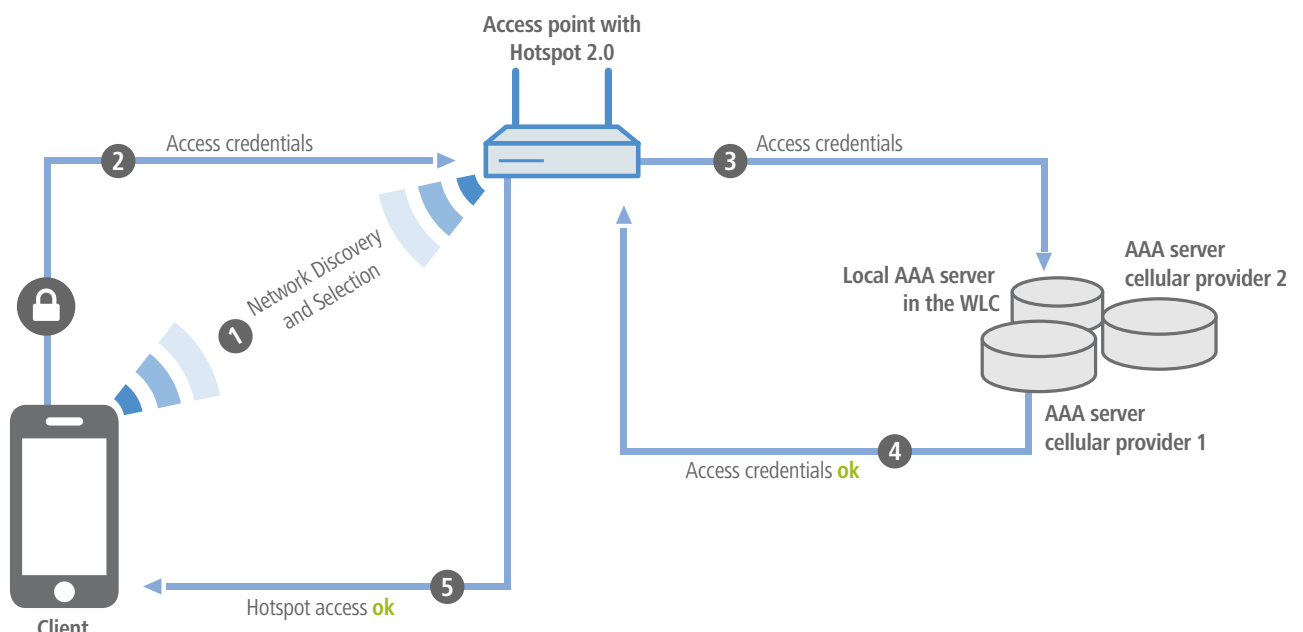 Access point with
Hotspot 2.0
2
Access credentials
3
Access credentials
1
Network Discovery
and Selection
Local AAA server
in the WLC
AAA server
cellular provider 2
AAA server
cellular provider 1
4
Access credentials ok
5
Hotspot access ok
Client